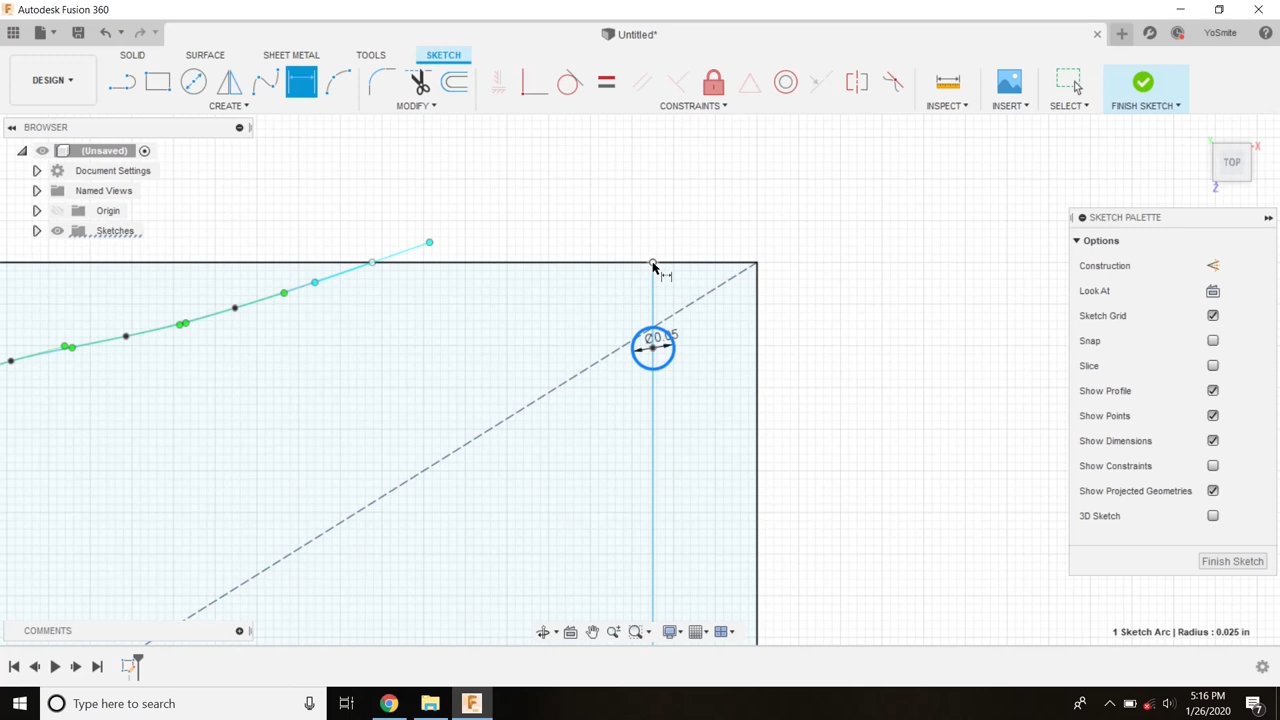 Autodesk Fusion 360
Untitled*
YoSmite
DESIGN
SOLID
SURFACE
SHEET METAL
TOOLS
SKETCH
CREATE
MODIFY
CONSTRAINTS
INSPECT
INSERT
SELECT
FINISH SKETCH
BROWSER
(Unsaved)
Document Settings
Named Views
Origin
Sketches
Ø0.05
TOP
X
Y
Z
SKETCH PALETTE
Options
Construction
Look At
Sketch Grid
Snap
Slice
Show Profile
Show Points
Show Dimensions
Show Constraints
Show Projected Geometries
3D Sketch
Finish Sketch
COMMENTS
1 Sketch Arc | Radius : 0.025 in
Type here to search
5:16 PM
1/26/2020
7